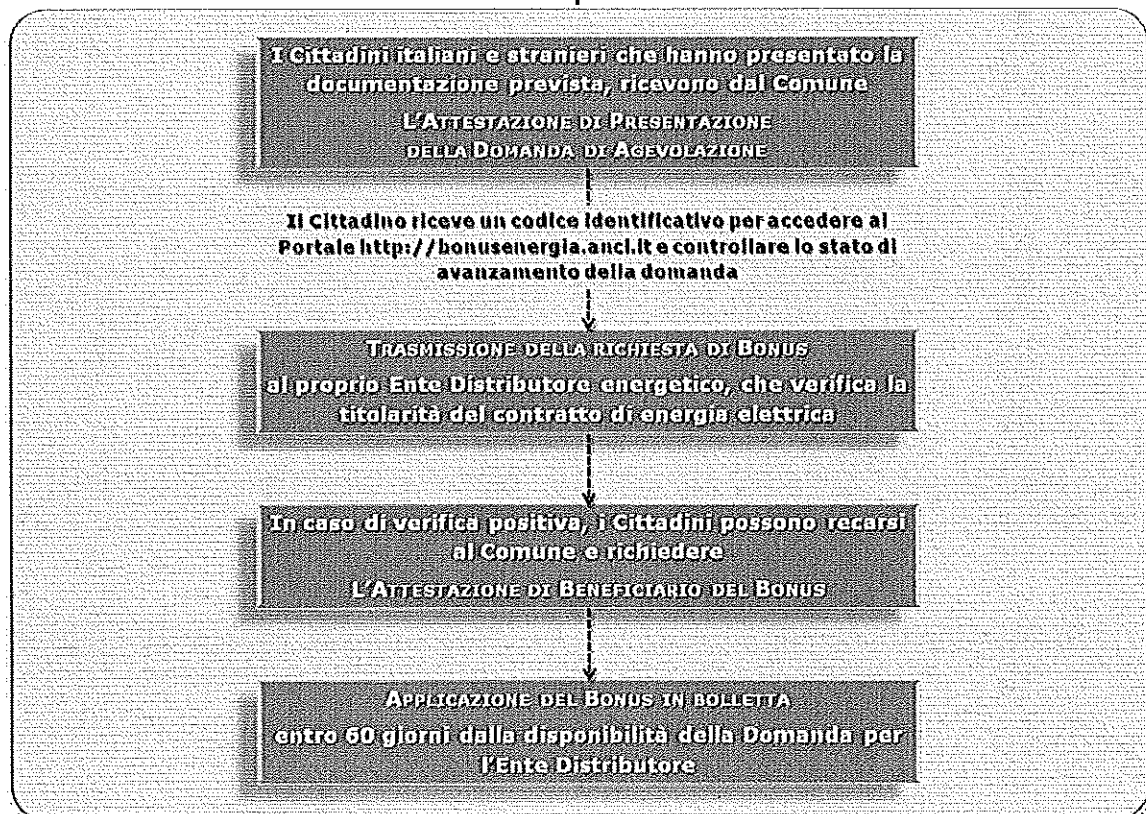 I Cittadini italiani e stranieri che hanno presentato la
documentazione prevista, ricevono dal Comune
L'ATTESTAZIONE DI PRESENTAZIONE
DELLA DOMANDA DI AGEVOLAZIONE
Il Cittadino riceve un codice identificativo per accedere al
Portale http://bonusenergia.anci.it e controllare lo stato di
avanzamento della domanda
TRASMISSIONE DELLA RICHIESTA DI BONUS
al proprio Ente Distributore energetico, che verifica la
titolarità del contratto di energia elettrica
In caso di verifica positiva, i Cittadini possono recarsi
al Comune e richiedere
L'ATTESTAZIONE DI BENEFICIARIO DEL BONUS
APPLICAZIONE DEL BONUS IN BOLLETTA
entro 60 giorni dalla disponibilità della Domanda per
l'Ente Distributore